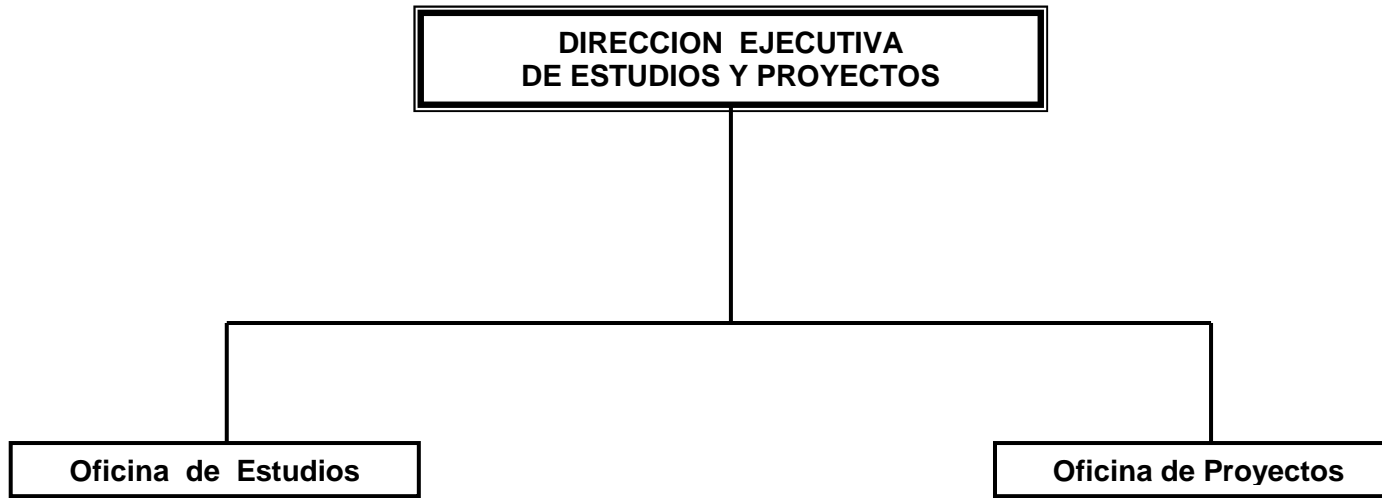 DIRECCION EJECUTIVA
DE ESTUDIOS Y PROYECTOS
Oficina de Estudios
Oficina de Proyectos